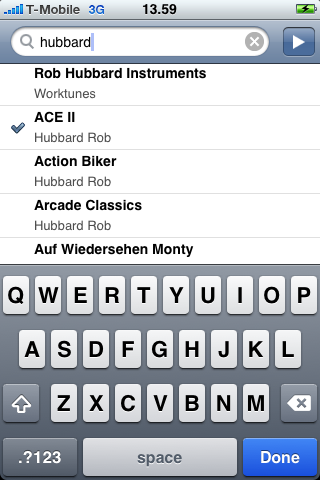 T-Mobile 3G 13.59
hubbard
Rob Hubbard Instruments
Worktunes
ACE II
Hubbard Rob
Action Biker
Hubbard Rob
Arcade Classics
Hubbard Rob
Auf Wiedersehen Monty
Q W E R T Y U I O P
A S D F G H J K L
Z X C V B N M
.?123 space Done